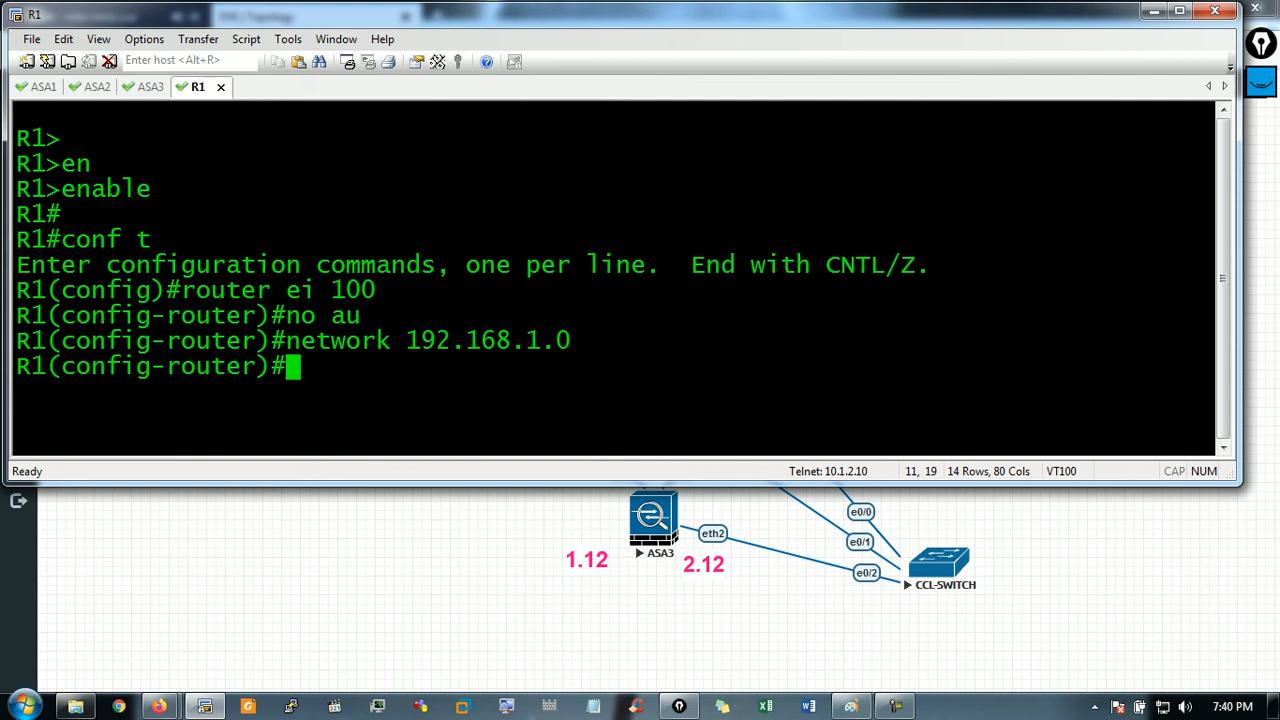 R1
File Edit View Options Transfer Script Tools Window Help
Enter host <Alt+R>
ASA1 ASA2 ASA3 R1
R1>
R1>en
R1>enable
R1#
R1#conf t
Enter configuration commands, one per line.  End with CNTL/Z.
R1(config)#router ei 100
R1(config-router)#no au
R1(config-router)#network 192.168.1.0
R1(config-router)#
Ready Telnet: 10.1.2.10 11, 19 14 Rows, 80 Cols VT100 CAP NUM
e0/0
eth2
e0/1
ASA3
1.12
2.12
e0/2
CCL-SWITCH
7:40 PM